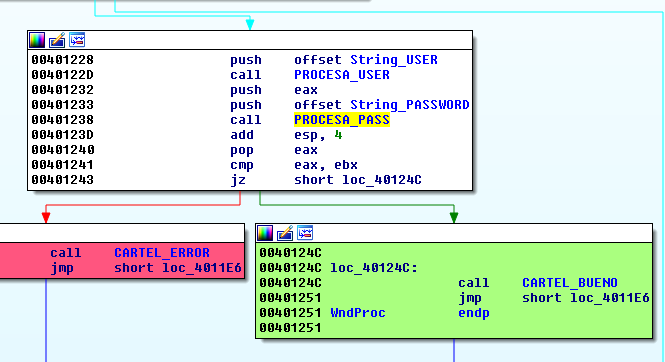 00401228 push offset String_USER
0040122D call PROCESA_USER
00401232 push eax
00401233 push offset String_PASSWORD
00401238 call PROCESA_PASS
0040123D add esp, 4
00401240 pop eax
00401241 cmp eax, ebx
00401243 jz short loc_40124C
call CARTEL_ERROR
jmp short loc_4011E6
0040124C
0040124C loc_40124C:
0040124C call CARTEL_BUENO
00401251 jmp short loc_4011E6
00401251 WndProc endp
00401251